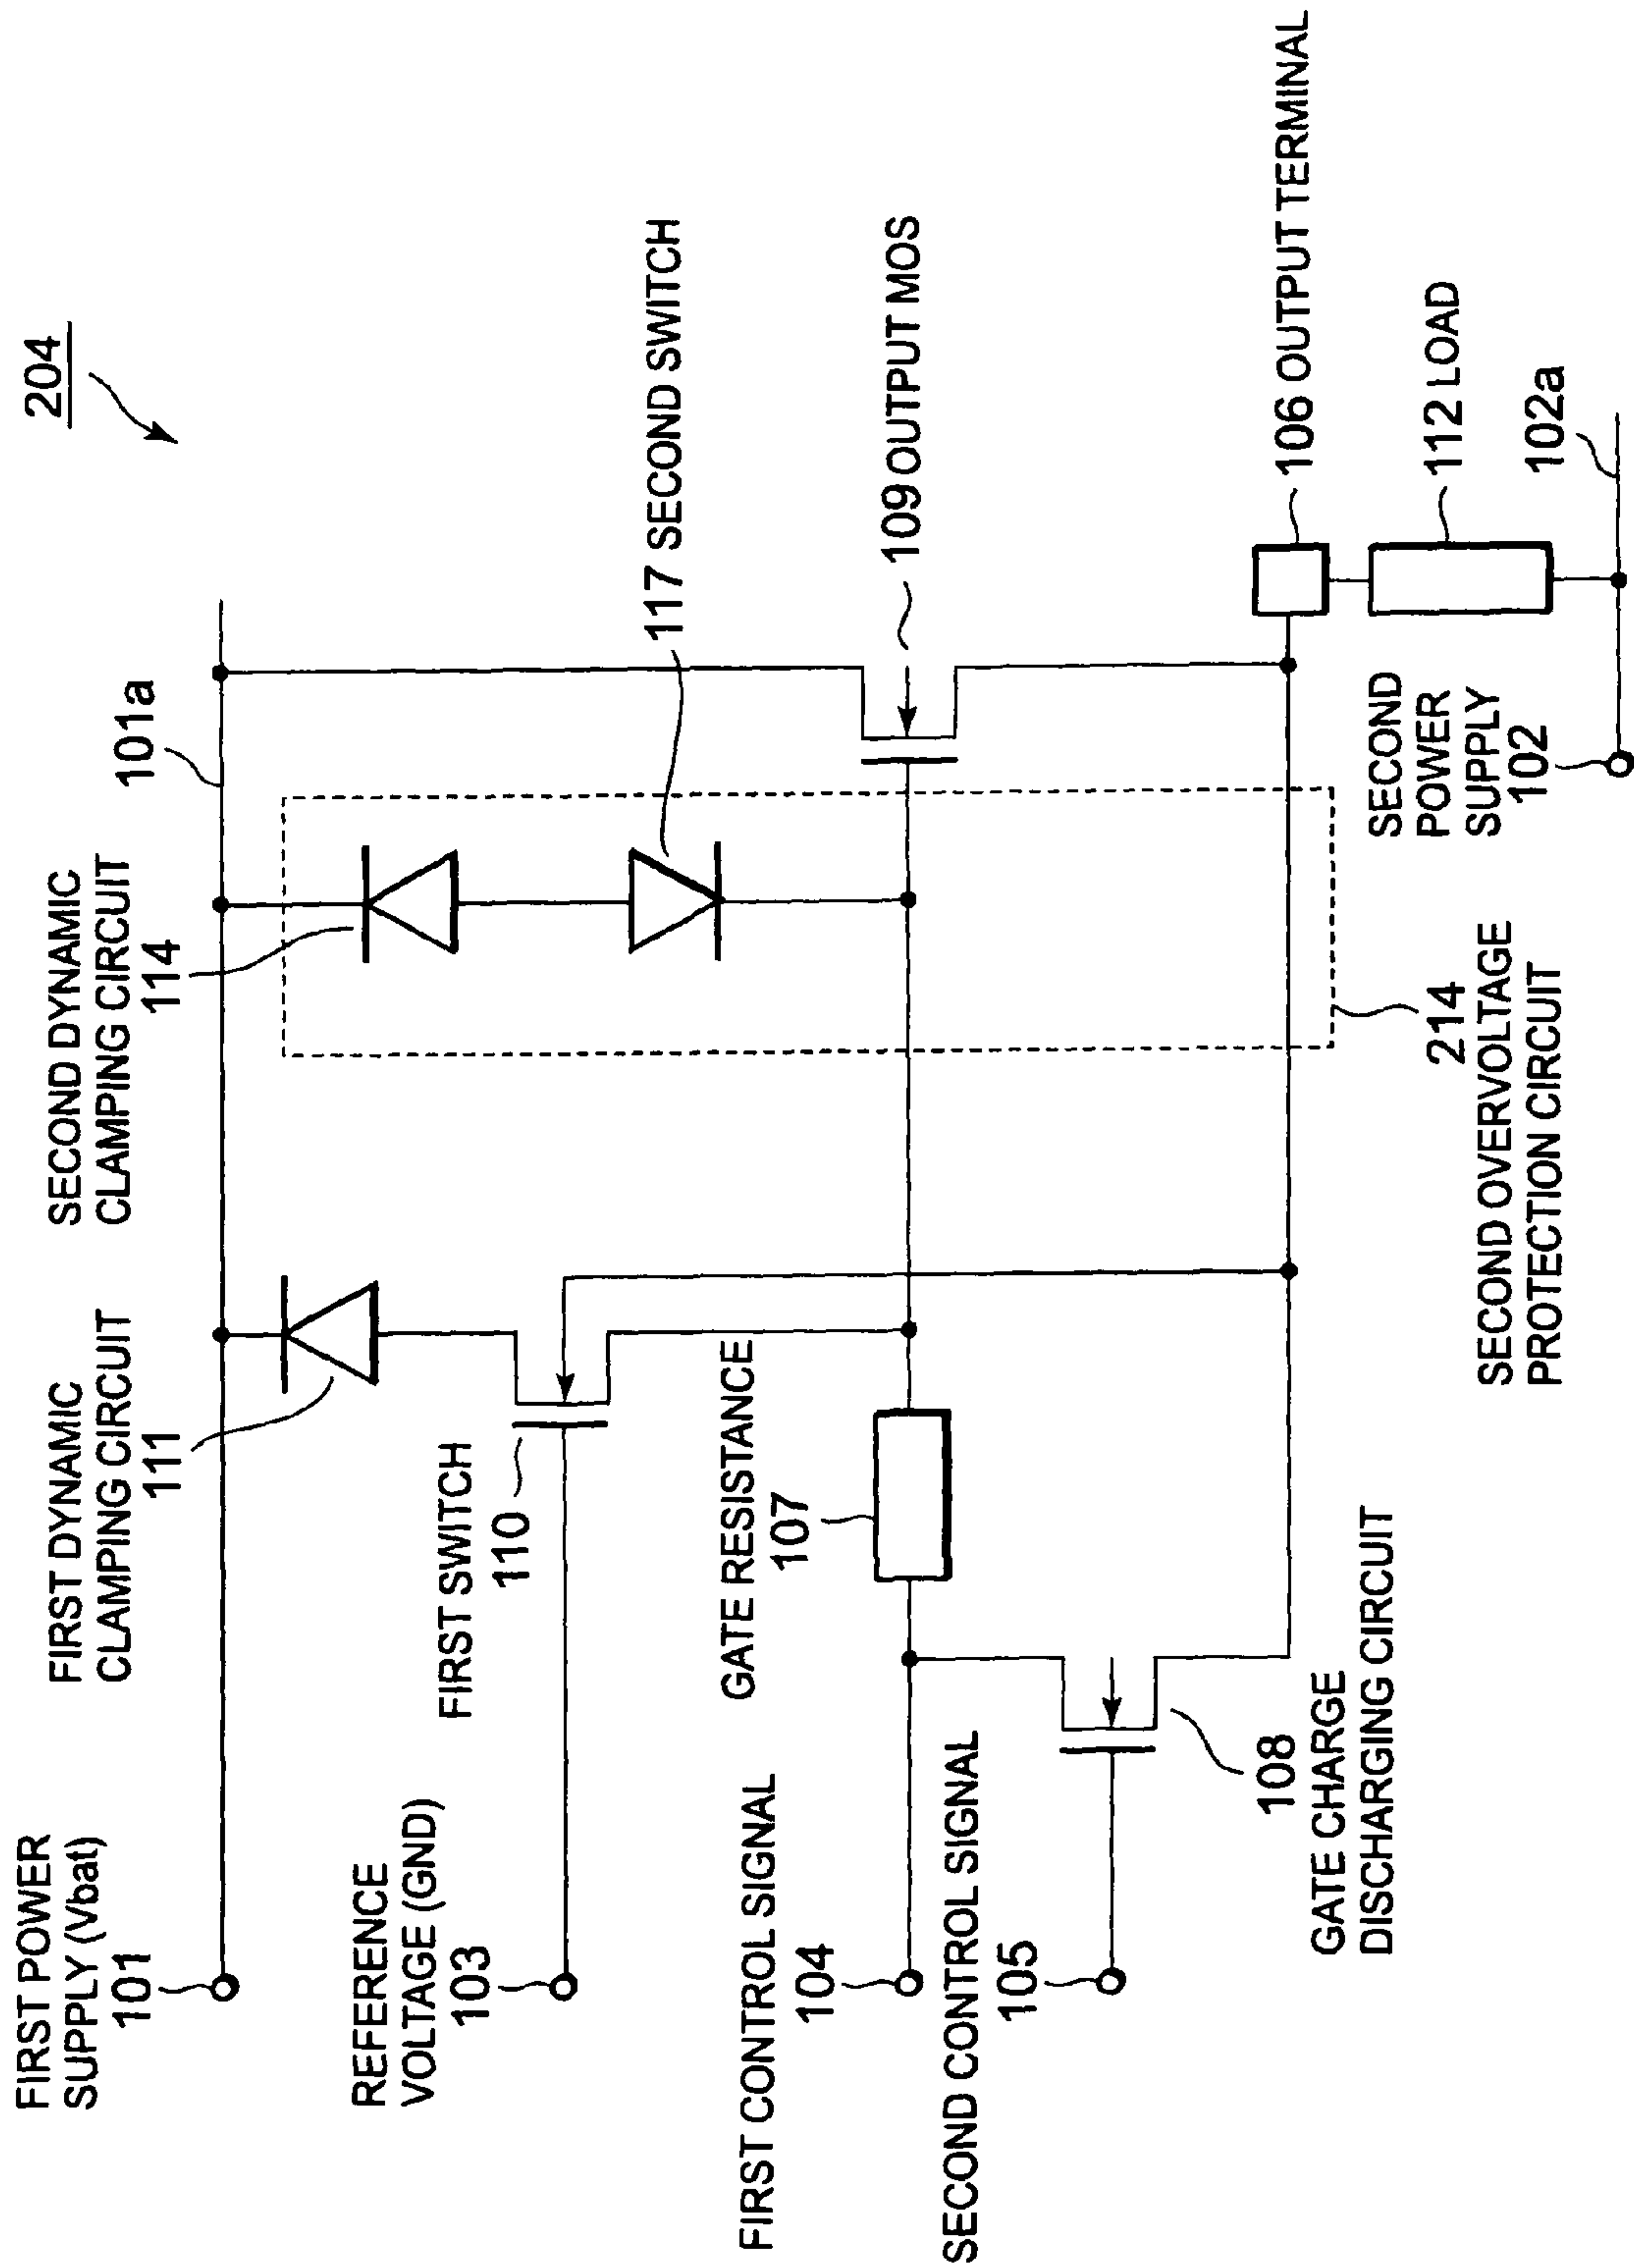 204
FIRST POWER
SUPPLY (Vbat)
101
FIRST DYNAMIC
CLAMPING CIRCUIT
111
SECOND DYNAMIC
CLAMPING CIRCUIT
114
101a
117 SECOND SWITCH
REFERENCE
VOLTAGE (GND)
103
FIRST SWITCH
110
GATE RESISTANCE
107
109 OUTPUT MOS
FIRST CONTROL SIGNAL
104
SECOND CONTROL SIGNAL
105
108
GATE CHARGE
DISCHARGING CIRCUIT
214
SECOND OVERVOLTAGE
PROTECTION CIRCUIT
106 OUTPUT TERMINAL
SECOND
POWER
SUPPLY
102
112 LOAD
102a